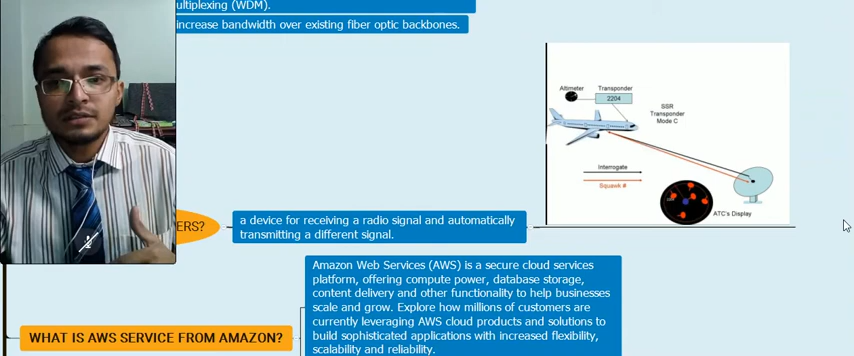 ultiplexing (WDM).
increase bandwidth over existing fiber optic backbones.
Altimeter
Transponder
2204
SSR
Transponder
Mode C
Interrogate
Squawk #
ATC's Display
ERS?
a device for receiving a radio signal and automatically
transmitting a different signal.
Amazon Web Services (AWS) is a secure cloud services
platform, offering compute power, database storage,
content delivery and other functionality to help businesses
scale and grow. Explore how millions of customers are
currently leveraging AWS cloud products and solutions to
build sophisticated applications with increased flexibility,
scalability and reliability.
WHAT IS AWS SERVICE FROM AMAZON?